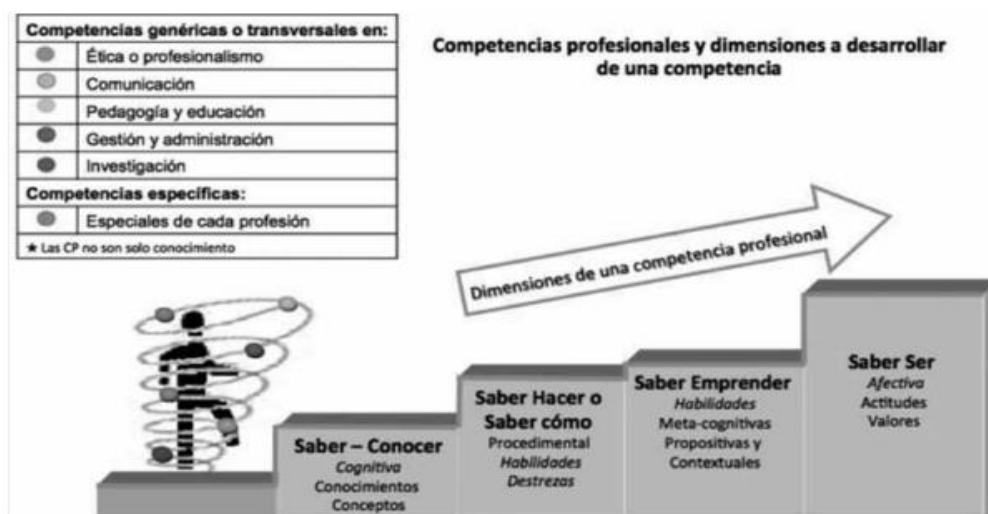 Competencias genéricas o transversales en:
Ética o profesionalismo
Comunicación
Pedagogía y educación
Gestión y administración
Investigación
Competencias específicas:
Especiales de cada profesión
★ Las CP no son solo conocimiento
Competencias profesionales y dimensiones a desarrollar
de una competencia
Dimensiones de una competencia profesional
Saber – Conocer
Cognitiva
Conocimientos
Conceptos
Saber Hacer o
Saber cómo
Procedimental
Habilidades
Destrezas
Saber Emprender
Habilidades
Meta-cognitivas
Propositivas y
Contextuales
Saber Ser
Afectiva
Actitudes
Valores